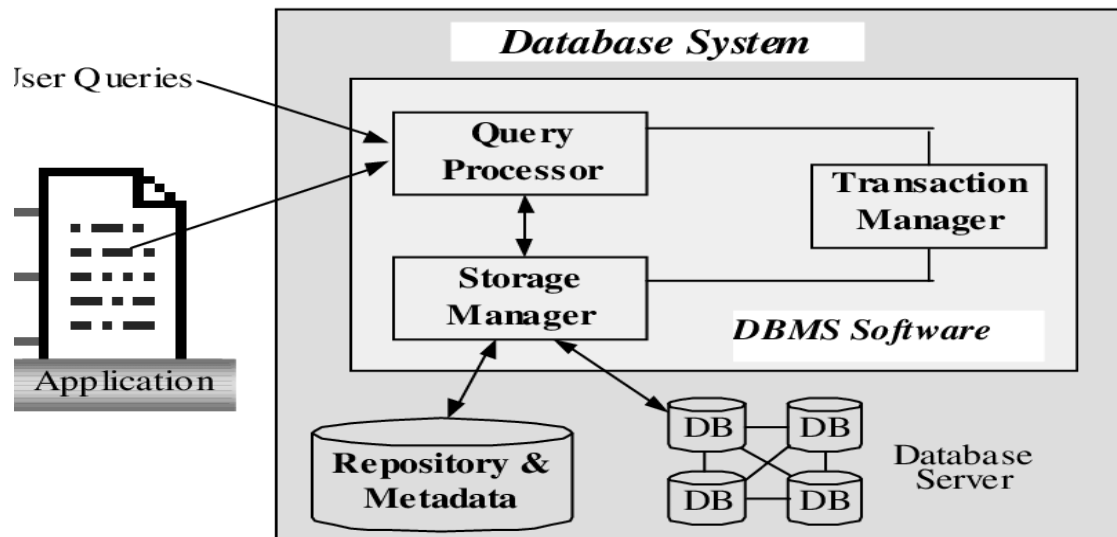 Database System
User Queries
Query
Processor
Transaction
Manager
Storage
Manager
DBMS Software
Application
Repository &
Metadata
DB
DB
DB
DB
Database
Server